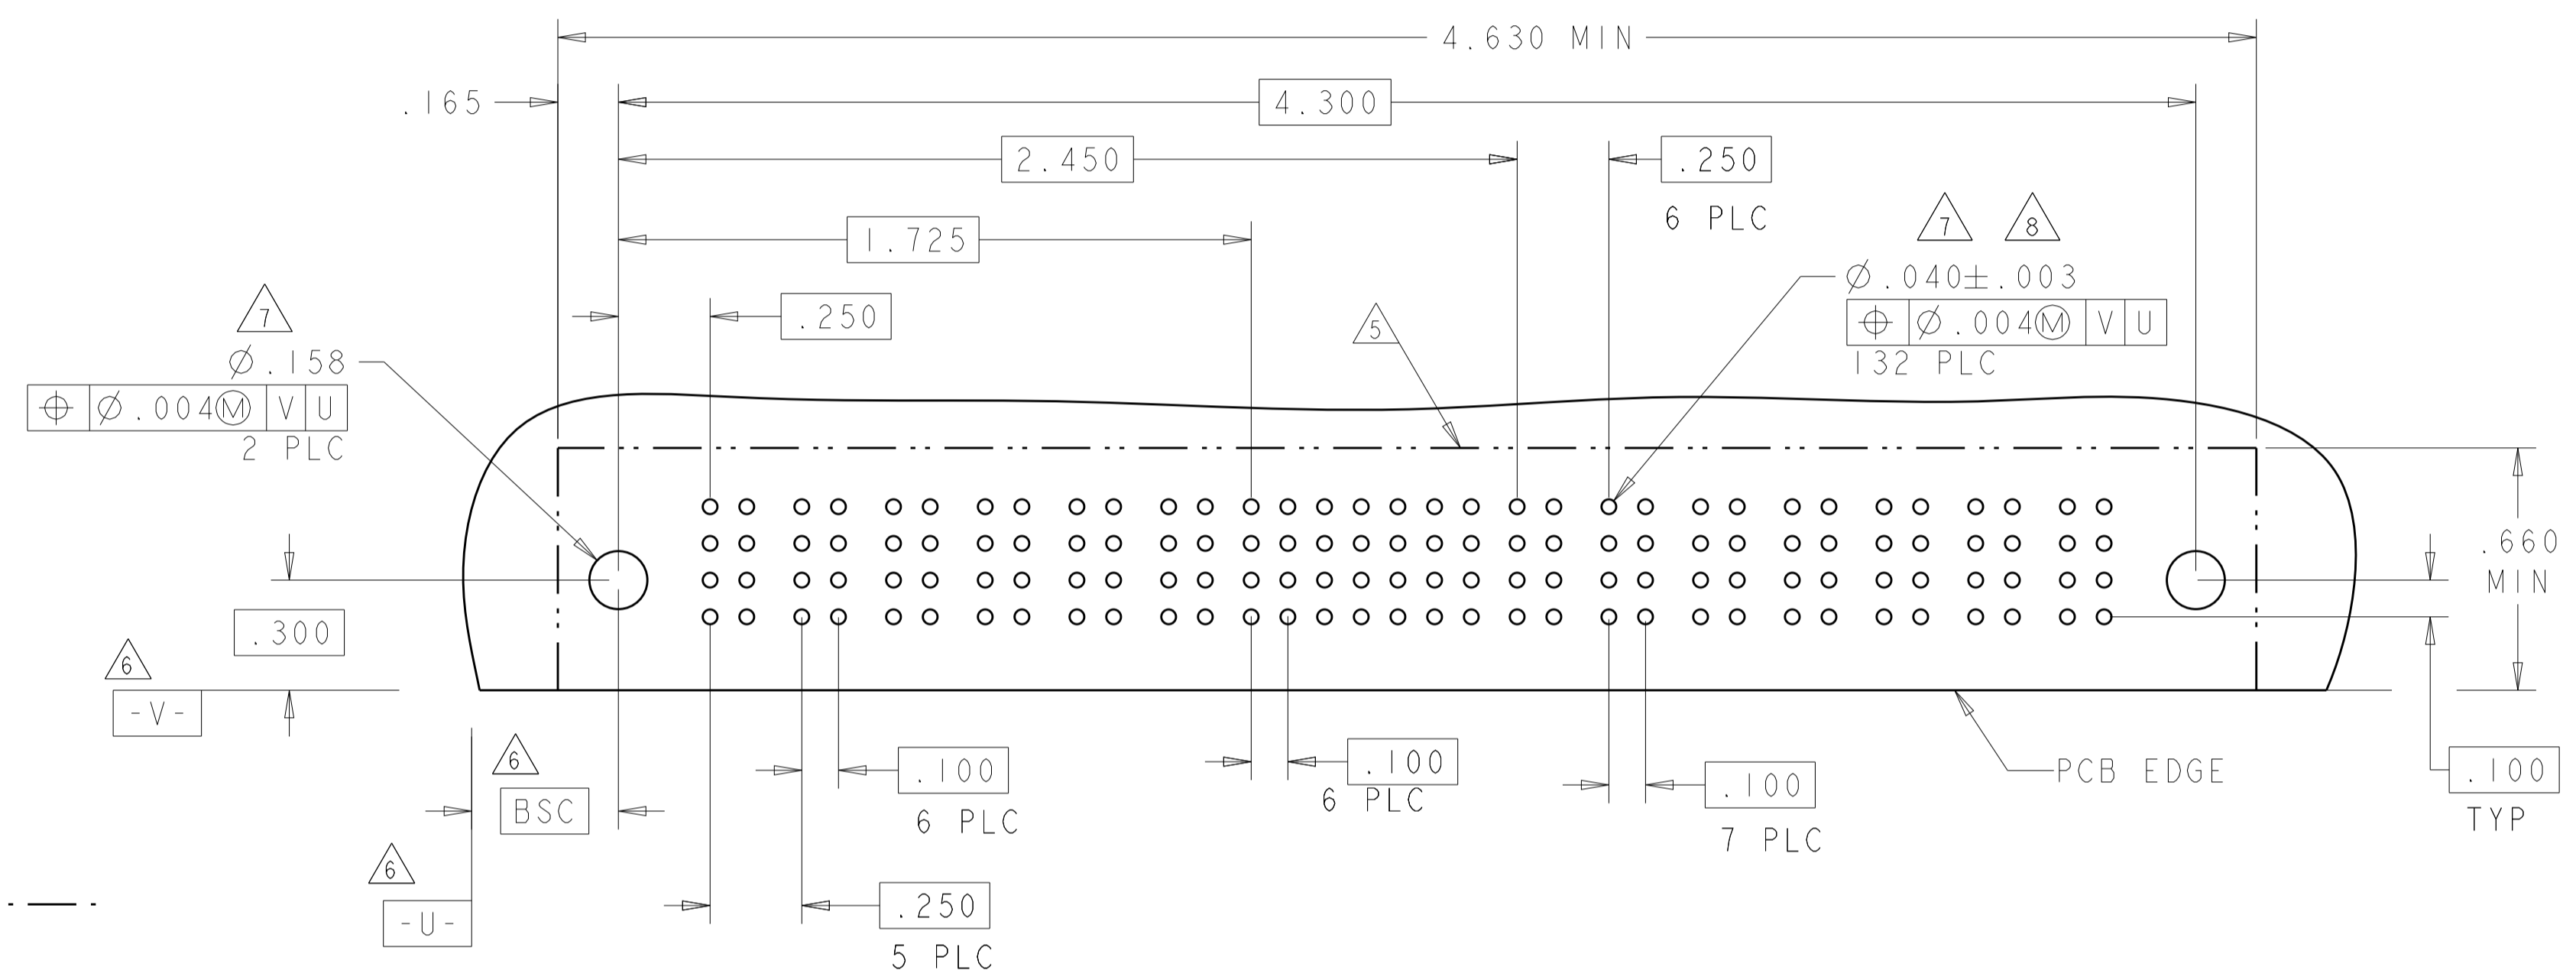 4.630 MIN
.165
4.300
2.450
.250
6 PLC
1.725
7 8
Ø.040±.003
⌖ Ø.004Ⓜ V U
132 PLC
.250
7
Ø.158
⌖ Ø.004Ⓜ V U
2 PLC
5
.660
MIN
.300
6
-V-
6
BSC
.100
6 PLC
.100
6 PLC
.100
7 PLC
PCB EDGE
.100
TYP
6
-U-
.250
5 PLC